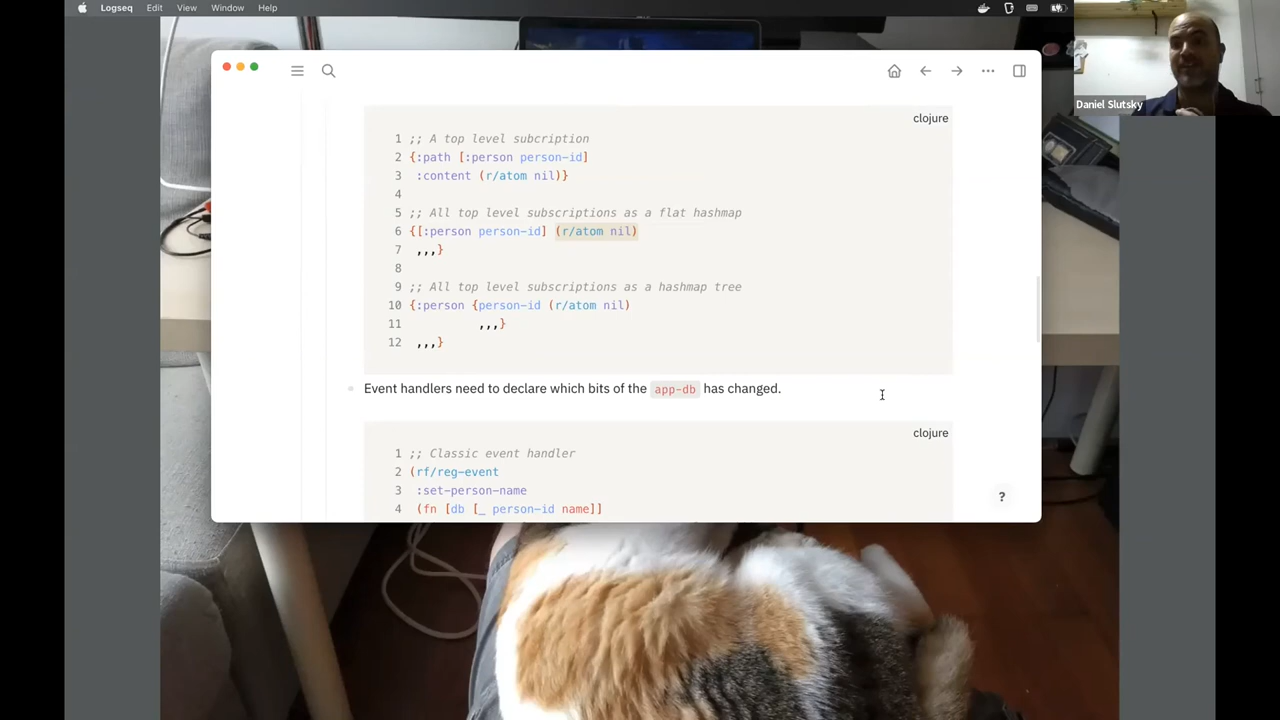 Logseq Edit View Window Help
Daniel Slutsky
clojure
1 ;; A top level subcription
2 {:path [:person person-id]
3 :content (r/atom nil)}
4
5 ;; All top level subscriptions as a flat hashmap
6 {[:person person-id] (r/atom nil)
7 ,,,}
8
9 ;; All top level subscriptions as a hashmap tree
10 {:person {person-id (r/atom nil)
11 ,,,}
12 ,,,}
Event handlers need to declare which bits of the app-db has changed.
clojure
1 ;; Classic event handler
2 (rf/reg-event
3 :set-person-name
4 (fn [db [_ person-id name]]
?